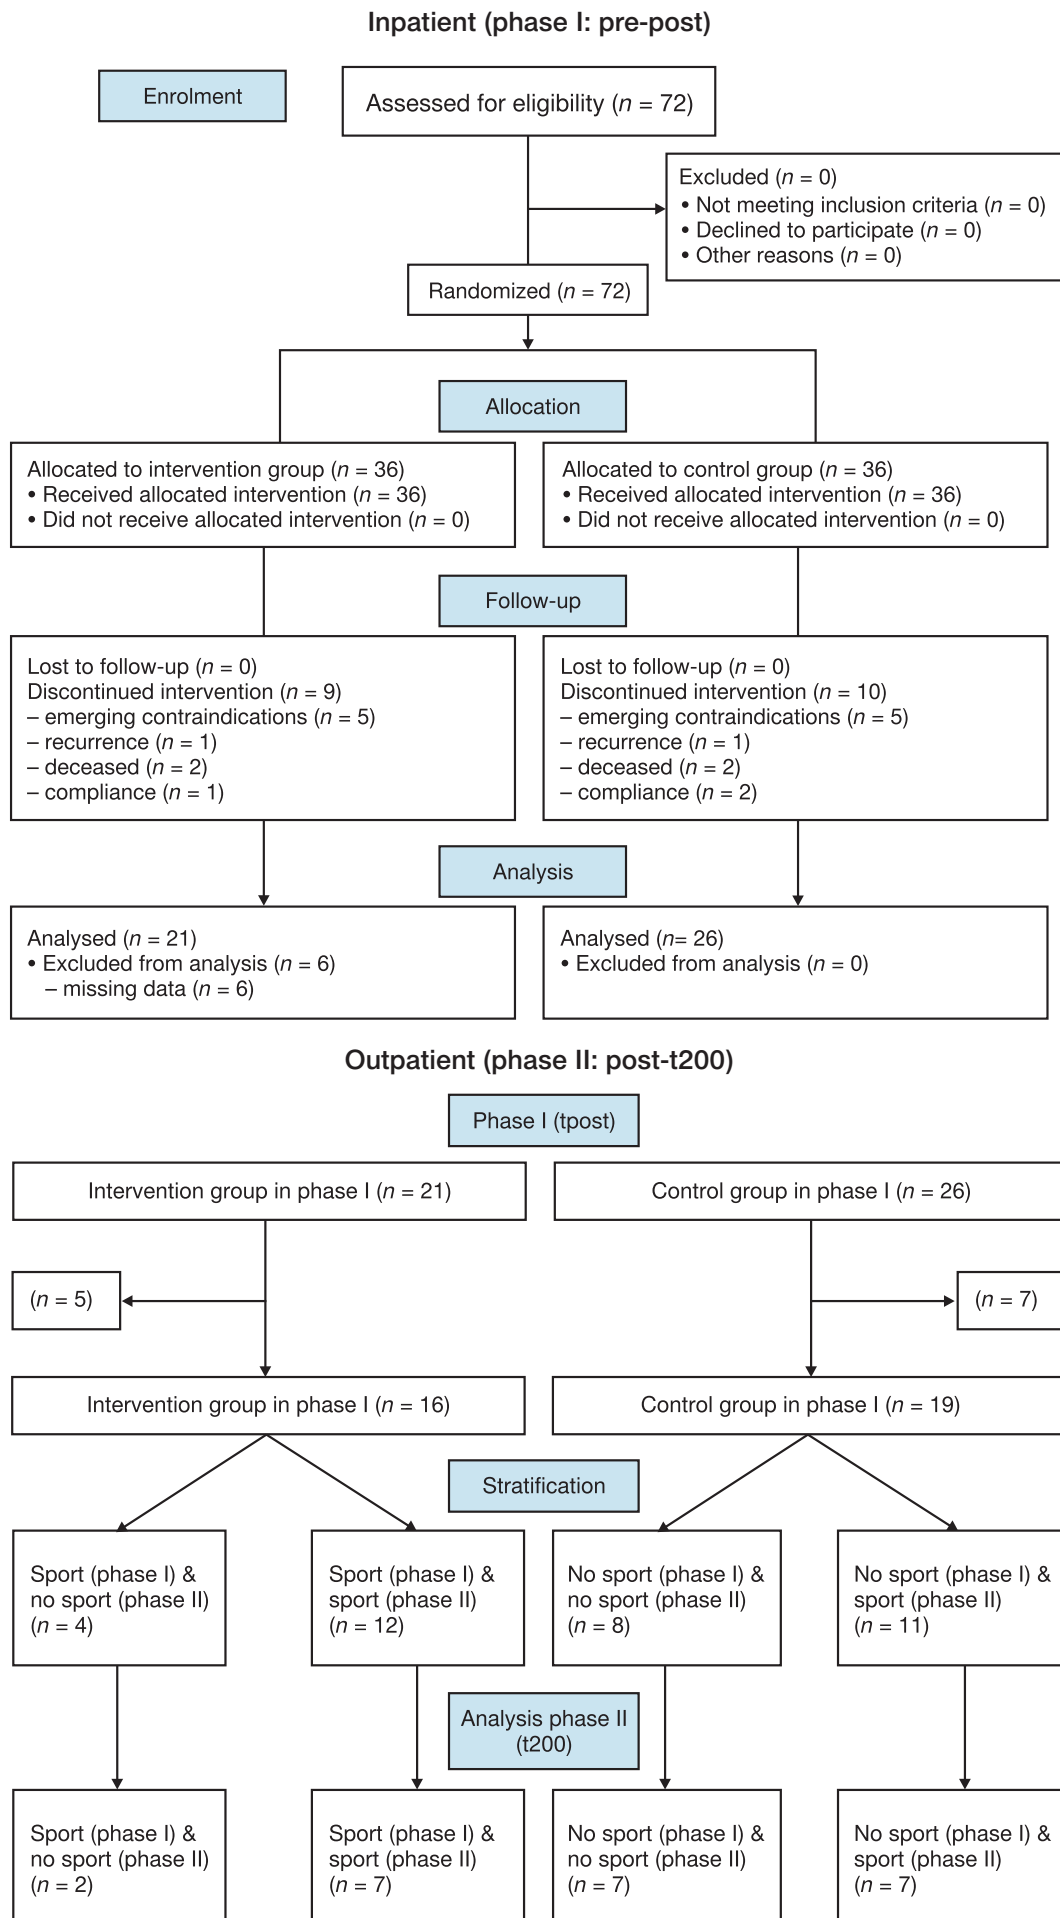 Inpatient (phase I: pre-post)
Enrolment
Assessed for eligibility (n = 72)
Excluded (n = 0)
• Not meeting inclusion criteria (n = 0)
• Declined to participate (n = 0)
• Other reasons (n = 0)
Randomized (n = 72)
Allocation
Allocated to intervention group (n = 36)
• Received allocated intervention (n = 36)
• Did not receive allocated intervention (n = 0)
Allocated to control group (n = 36)
• Received allocated intervention (n = 36)
• Did not receive allocated intervention (n = 0)
Follow-up
Lost to follow-up (n = 0)
Discontinued intervention (n = 9)
– emerging contraindications (n = 5)
– recurrence (n = 1)
– deceased (n = 2)
– compliance (n = 1)
Lost to follow-up (n = 0)
Discontinued intervention (n = 10)
– emerging contraindications (n = 5)
– recurrence (n = 1)
– deceased (n = 2)
– compliance (n = 2)
Analysis
Analysed (n = 21)
• Excluded from analysis (n = 6)
– missing data (n = 6)
Analysed (n= 26)
• Excluded from analysis (n = 0)
Outpatient (phase II: post-t200)
Phase I (tpost)
Intervention group in phase I (n = 21)
Control group in phase I (n = 26)
(n = 5)
(n = 7)
Intervention group in phase I (n = 16)
Control group in phase I (n = 19)
Stratification
Sport (phase I) &
no sport (phase II)
(n = 4)
Sport (phase I) &
sport (phase II)
(n = 12)
No sport (phase I) &
no sport (phase II)
(n = 8)
No sport (phase I) &
sport (phase II)
(n = 11)
Analysis phase II
(t200)
Sport (phase I) &
no sport (phase II)
(n = 2)
Sport (phase I) &
sport (phase II)
(n = 7)
No sport (phase I) &
no sport (phase II)
(n = 7)
No sport (phase I) &
sport (phase II)
(n = 7)